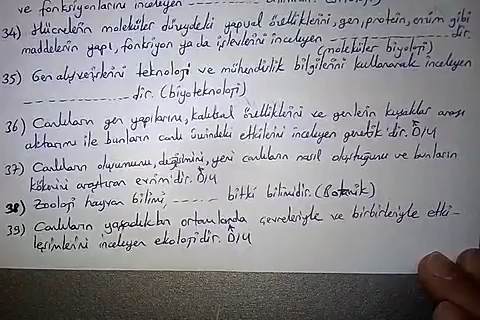 ve fonksiyonlarını inceleyen
34) Hücrelerin moleküler düzeydeki yapısal özelliklerini, gen, protein, enzim gibi
maddelerin yapı, fonksiyon ya da işlevlerini inceleyen ------------ dir.
(moleküler biyoloji)
35) Gen alışverişlerini teknoloji ve mühendislik bilgilerini kullanarak inceleyen
------------ dir. (biyoteknoloji)
36) Canlıların gen yapılarını, kalıtsal özelliklerini ve genlerin kuşaklar arası
aktarımı ile bunların canlı üzerindeki etkilerini inceleyen genetik'dir. D/Y
37) Canlıların oluşumunu, değişimini, yeni canlıların nasıl oluştuğunu ve bunların
kökenini araştıran evrimdir. D/Y
38) Zooloji hayvan bilimi, ------ bitki bilimidir. (Botanik)
39) Canlıların yaşadıkları ortamlarda çevreleriyle ve birbirleriyle etki-
leşimlerini inceleyen ekolojidir. D/Y